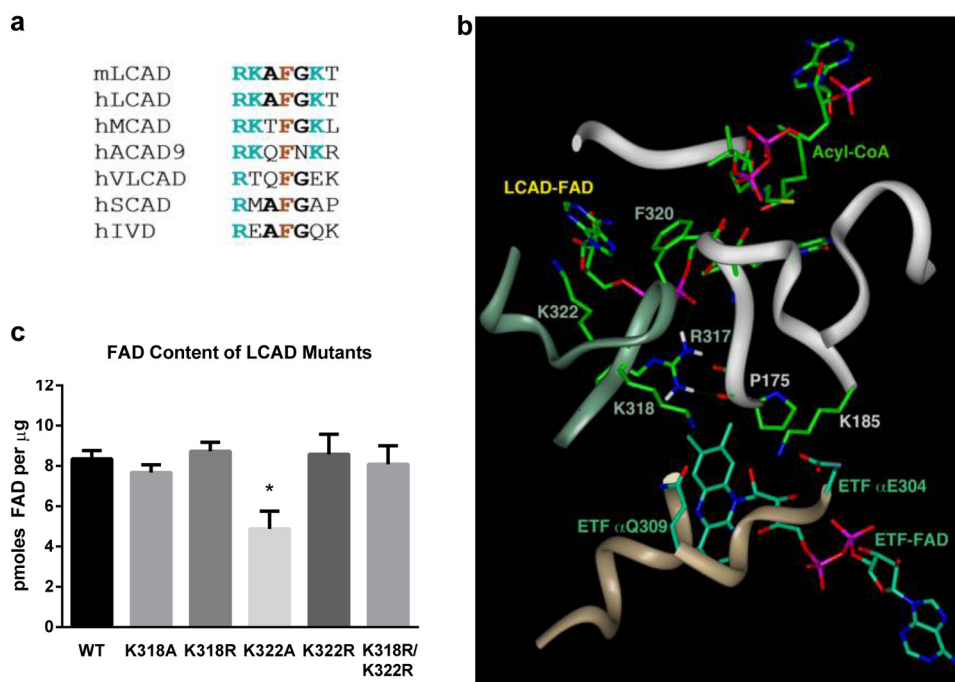 a
mLCAD RKAFGKT
hLCAD RKAFGKT
hMCAD RKTFGKL
hACAD9 RKQFNKR
hVLCAD RTQFGEK
hSCAD RMAFGAP
hIVD REAFGQK
b
Acyl-CoA
LCAD-FAD
F320
K322
R317
P175
K318
K185
ETF αE304
ETF αQ309
ETF-FAD
c
FAD Content of LCAD Mutants
pmoles FAD per µg
12
10
8
6
4
2
0
*
WT K318A K318R K322A K322R K318R/
K322R